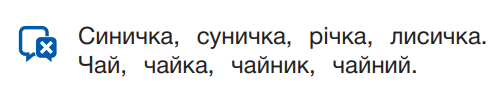 Синичка, суничка, річка, лисичка.
Чай, чайка, чайник, чайний.